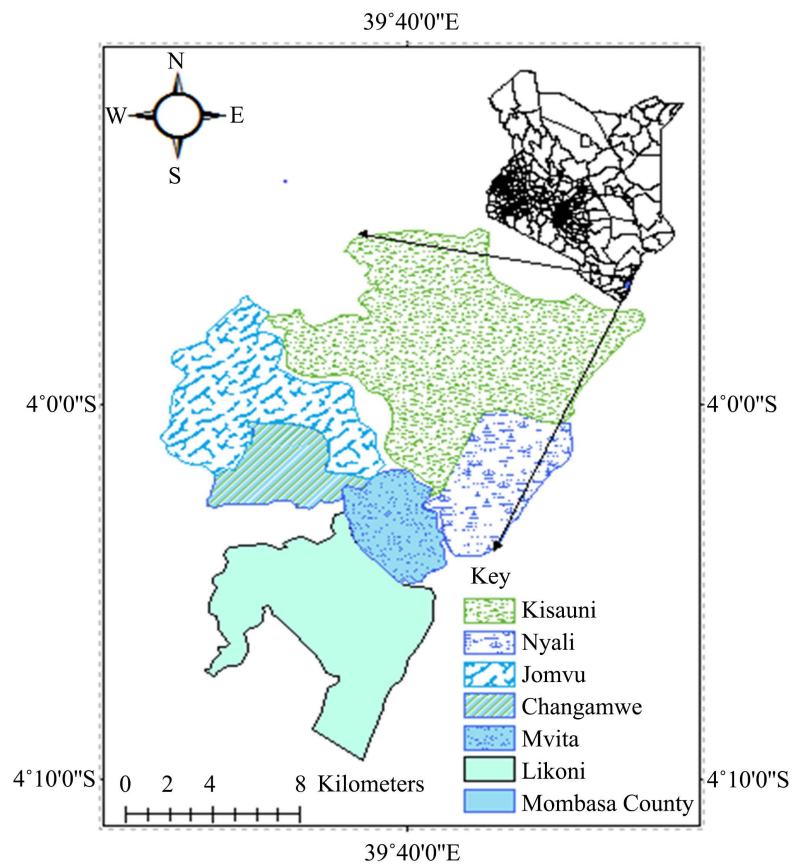 39˚40'0"E
N
W E
S
4˚0'0"S 4˚0'0"S
Key
Kisauni
Nyali
Jomvu
Changamwe
Mvita
Likoni
Mombasa County
4˚10'0"S 4˚10'0"S
0 2 4 8 Kilometers
39˚40'0"E